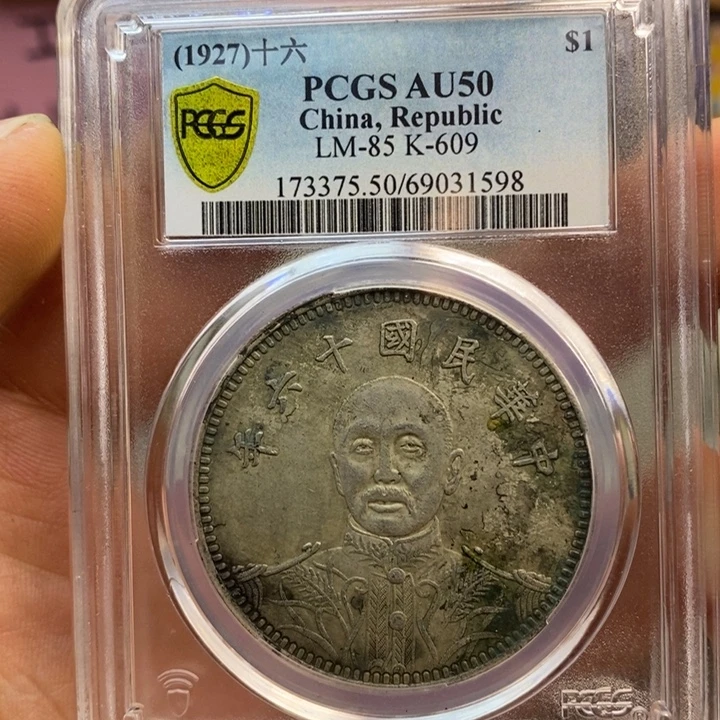 (1927)十六 $1
PCGS AU50
PCGS
China, Republic
LM-85 K-609
173375.50/69031598
中華民國十六年
PCGS